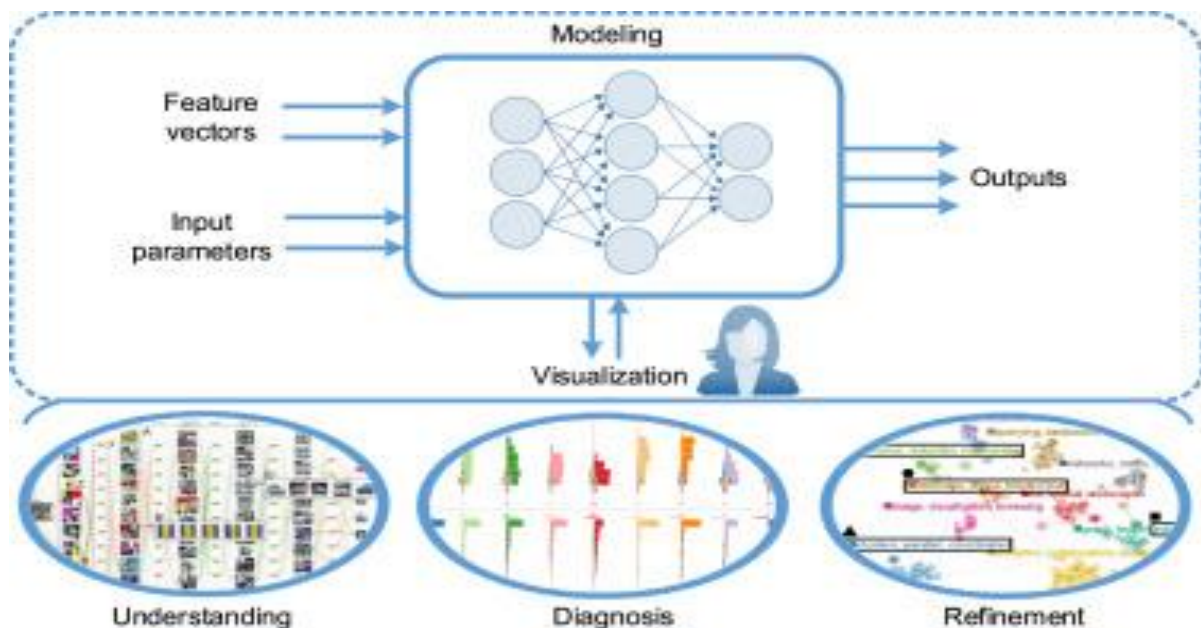 Modeling
Feature
vectors
Input
parameters
Outputs
Visualization
Understanding
Diagnosis
Refinement